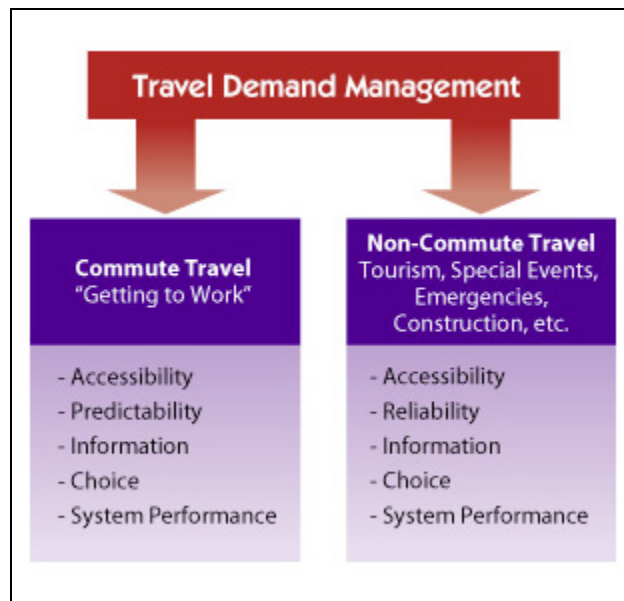 Travel Demand Management
Commute Travel
“Getting to Work”
- Accessibility
- Predictability
- Information
- Choice
- System Performance
Non-Commute Travel
Tourism, Special Events,
Emergencies,
Construction, etc.
- Accessibility
- Reliability
- Information
- Choice
- System Performance